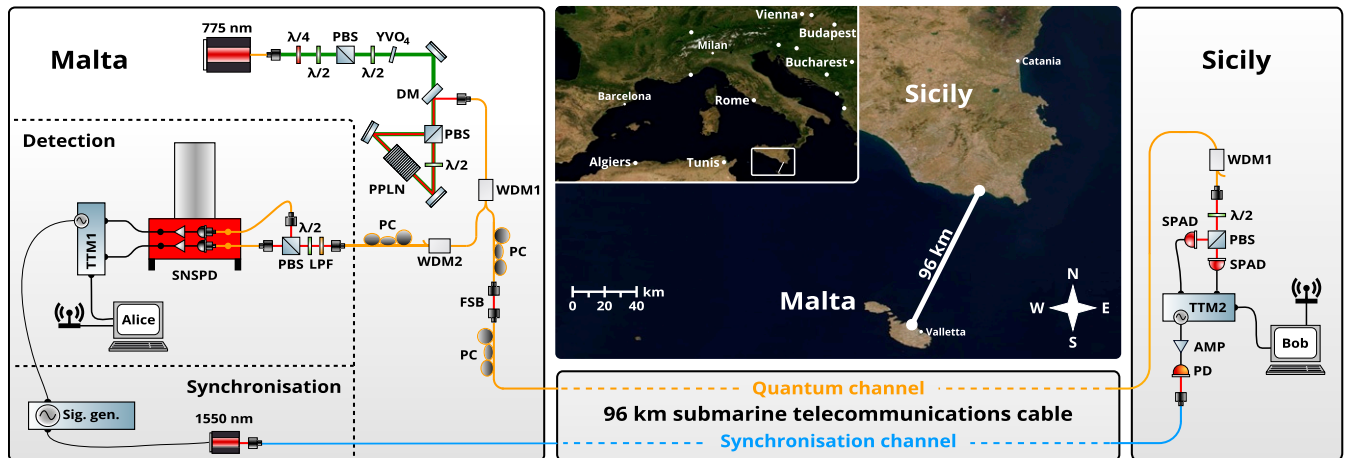 Malta
775 nm
λ/4
λ/2
PBS
λ/2
YVO4
DM
PBS
λ/2
PPLN
WDM1
Detection
TTM1
SNSPD
λ/2
PBS
LPF
PC
WDM2
PC
FSB
PC
Alice
Synchronisation
Sig. gen.
1550 nm
Vienna
Budapest
Milan
Bucharest
Barcelona
Rome
Algiers
Tunis
Catania
Sicily
96 km
Malta
Valletta
0 20 40 km
N
W E
S
Quantum channel
96 km submarine telecommunications cable
Synchronisation channel
Sicily
WDM1
λ/2
SPAD
PBS
SPAD
TTM2
AMP
PD
Bob